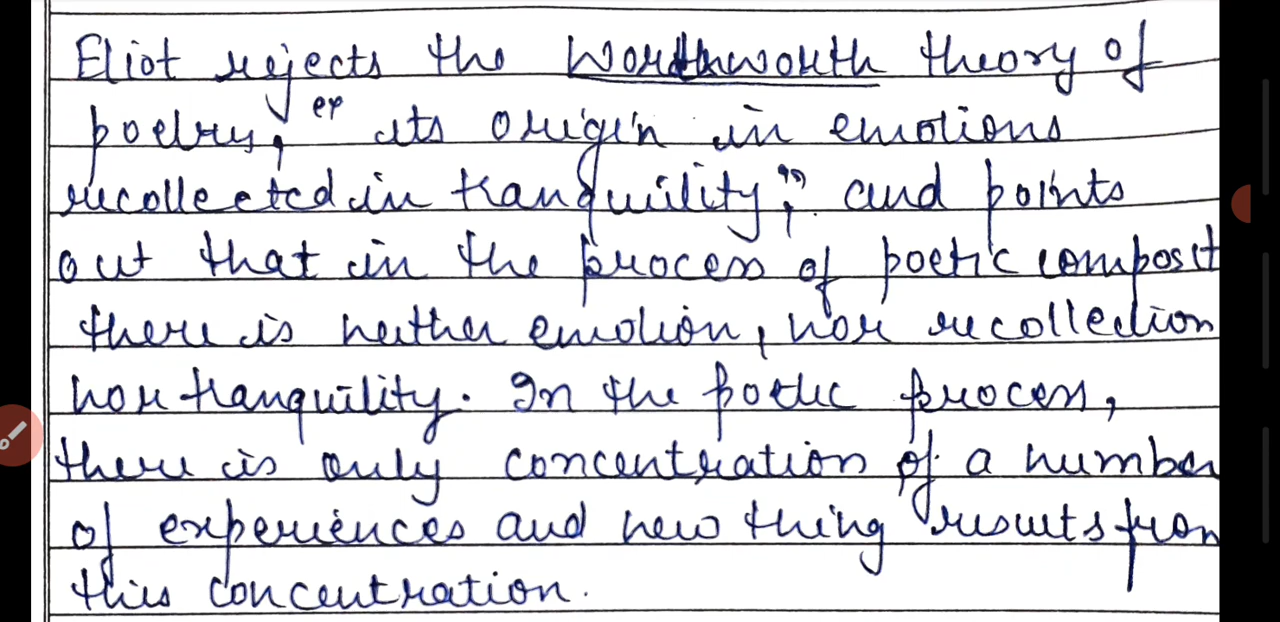 Eliot rejects the Wordthworth theory of
poetry, "its origin in emotions
recollected in tranquility", and points
out that in the process of poetic composit
there is neither emotion, nor recollection
nor tranquility. In the poetic process,
there is only concentration of a number
of experiences and new thing results from
this concentration.